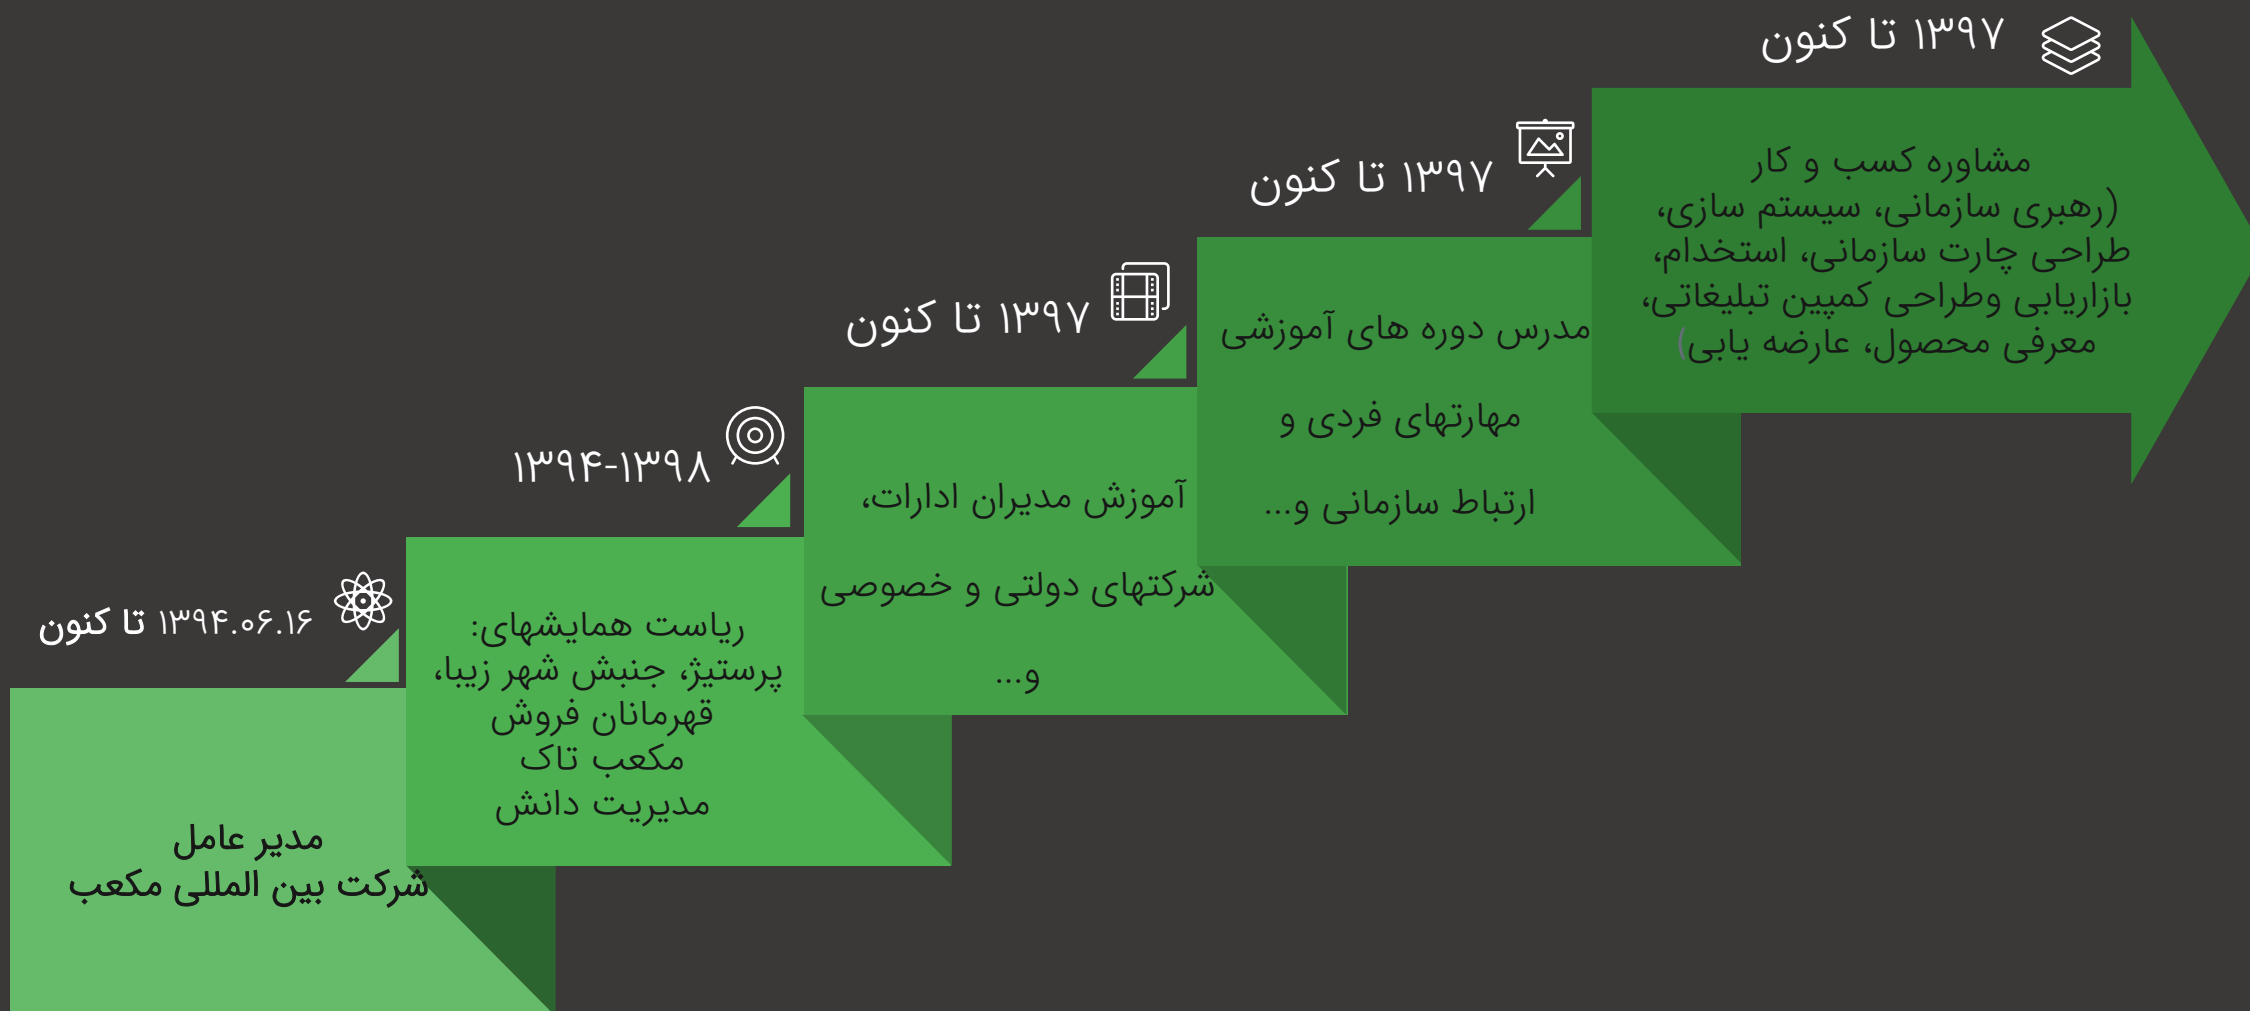 ۱۳۹۴.۰۶.۱۶ تا کنون
مدیر عامل
شرکت بین المللی مکعب
۱۳۹۴-۱۳۹۸
ریاست همایشهای:
پرستیژ، جنبش شهر زیبا،
قهرمانان فروش
مکعب تاک
مدیریت دانش
۱۳۹۷ تا کنون
آموزش مدیران ادارات،
شرکتهای دولتی و خصوصی
و...
۱۳۹۷ تا کنون
مدرس دوره های آموزشی
مهارتهای فردی و
ارتباط سازمانی و...
۱۳۹۷ تا کنون
مشاوره کسب و کار
(رهبری سازمانی، سیستم سازی،
طراحی چارت سازمانی، استخدام،
بازاریابی وطراحی کمپین تبلیغاتی،
معرفی محصول، عارضه یابی)